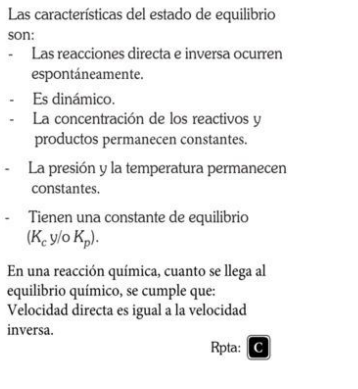 Las características del estado de equilibrio
son:
- Las reacciones directa e inversa ocurren
espontáneamente.
- Es dinámico.
- La concentración de los reactivos y
productos permanecen constantes.
- La presión y la temperatura permanecen
constantes.
- Tienen una constante de equilibrio
(Kc y/o Kp).
En una reacción química, cuanto se llega al
equilibrio químico, se cumple que:
Velocidad directa es igual a la velocidad
inversa.
Rpta: C